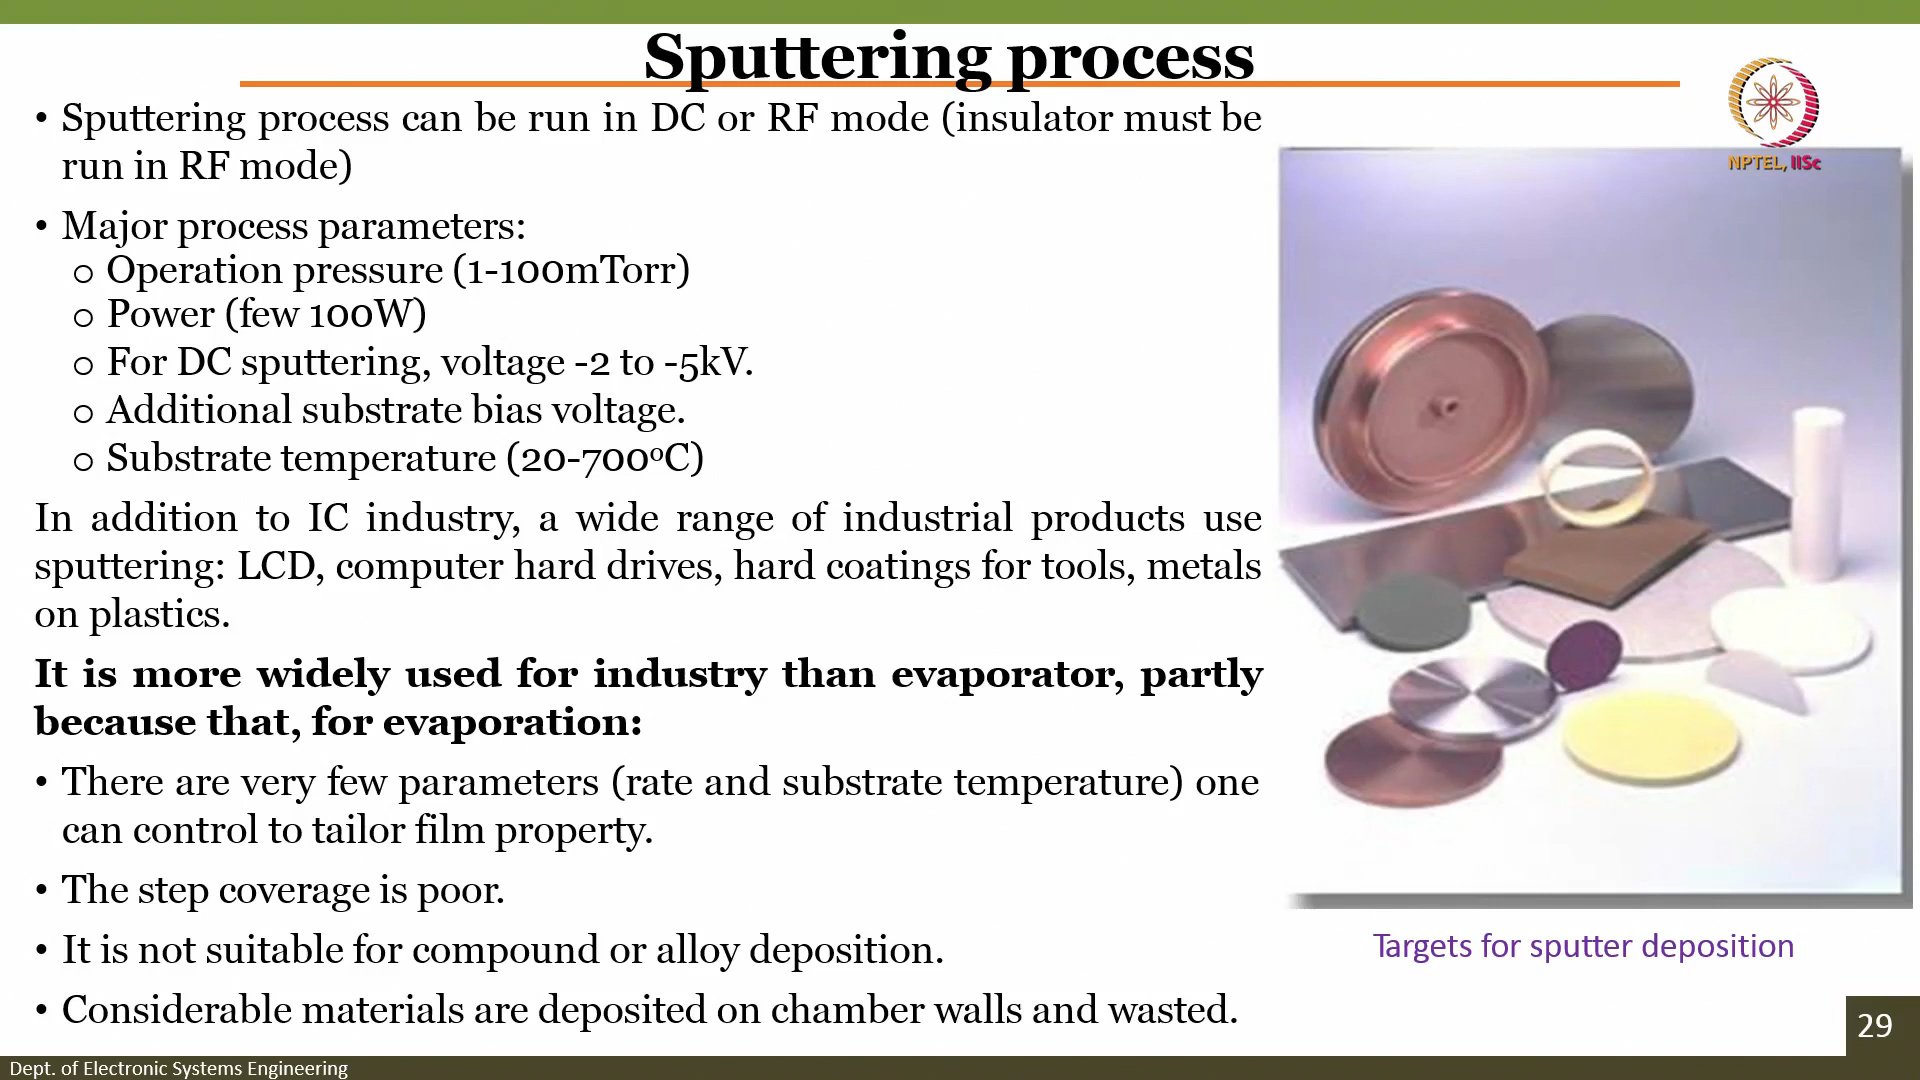 Sputtering process
• Sputtering process can be run in DC or RF mode (insulator must be
run in RF mode)
• Major process parameters:
o Operation pressure (1-100mTorr)
o Power (few 100W)
o For DC sputtering, voltage -2 to -5kV.
o Additional substrate bias voltage.
o Substrate temperature (20-700°C)
In addition to IC industry, a wide range of industrial products use
sputtering: LCD, computer hard drives, hard coatings for tools, metals
on plastics.
It is more widely used for industry than evaporator, partly
because that, for evaporation:
• There are very few parameters (rate and substrate temperature) one
can control to tailor film property.
• The step coverage is poor.
• It is not suitable for compound or alloy deposition.
• Considerable materials are deposited on chamber walls and wasted.
NPTEL, IISc
Targets for sputter deposition
29
Dept. of Electronic Systems Engineering